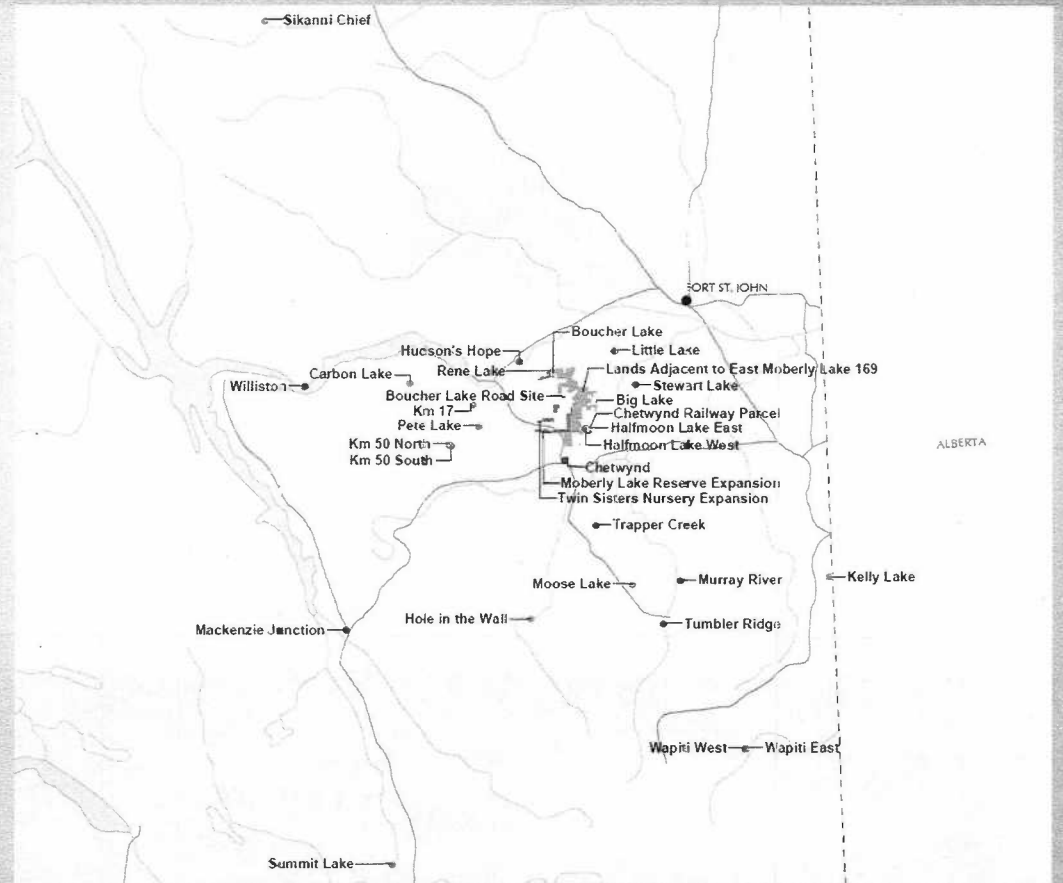 Sikanni Chief
FORT ST. JOHN
Boucher Lake
Hudson's Hope
Little Lake
Rene Lake
Lands Adjacent to East Moberly Lake 169
Carbon Lake
Williston
Stewart Lake
Boucher Lake Road Site
Big Lake
Km 17
Chetwynd Railway Parcel
Pete Lake
Halfmoon Lake East
Km 50 North
Halfmoon Lake West
ALBERTA
Km 50 South
Chetwynd
Moberly Lake Reserve Expansion
Twin Sisters Nursery Expansion
Trapper Creek
Moose Lake
Murray River
Kelly Lake
Hole in the Wall
Mackenzie Junction
Tumbler Ridge
Wapiti West
Wapiti East
Summit Lake